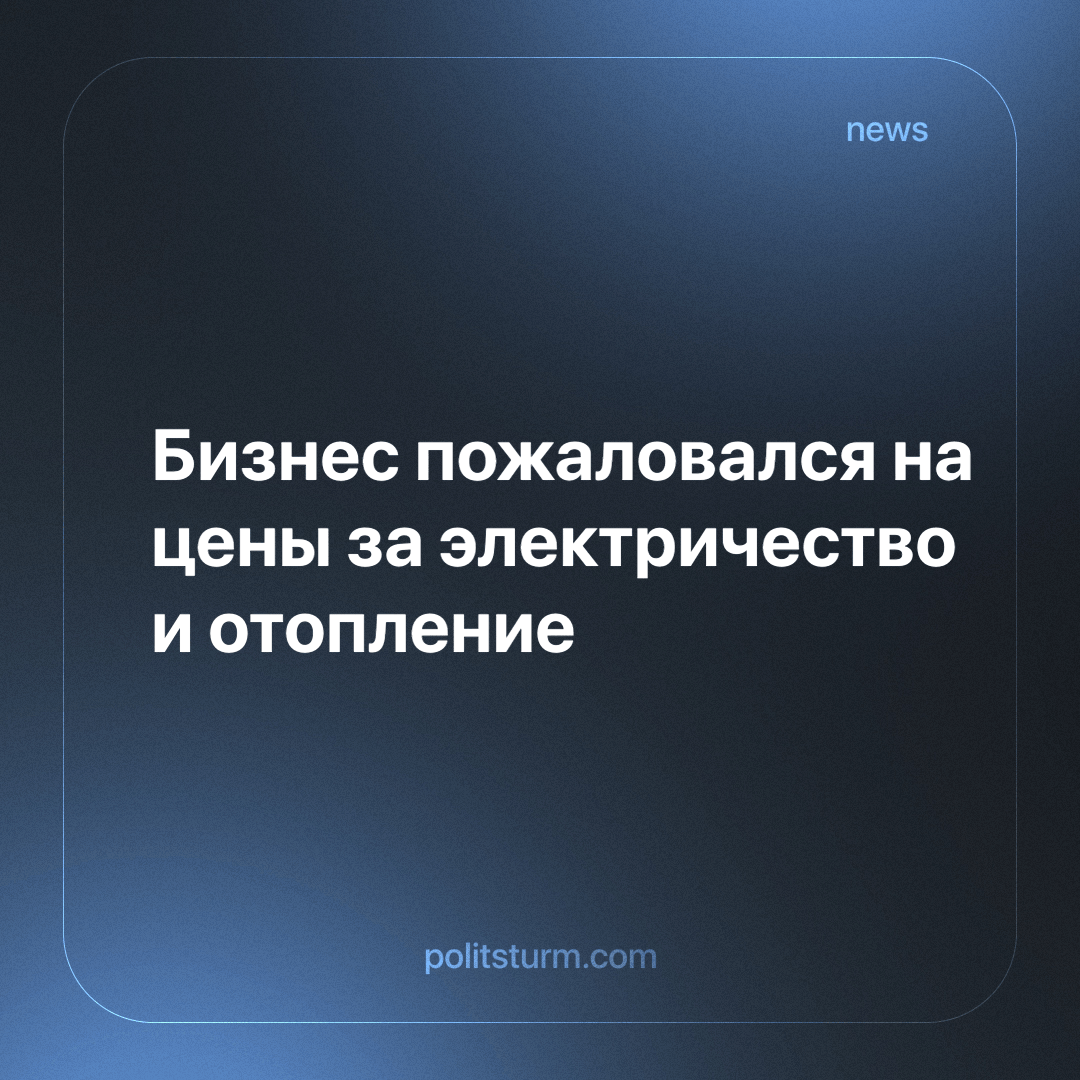 news
Бизнес пожаловался на
цены за электричество
и отопление
politsturm.com